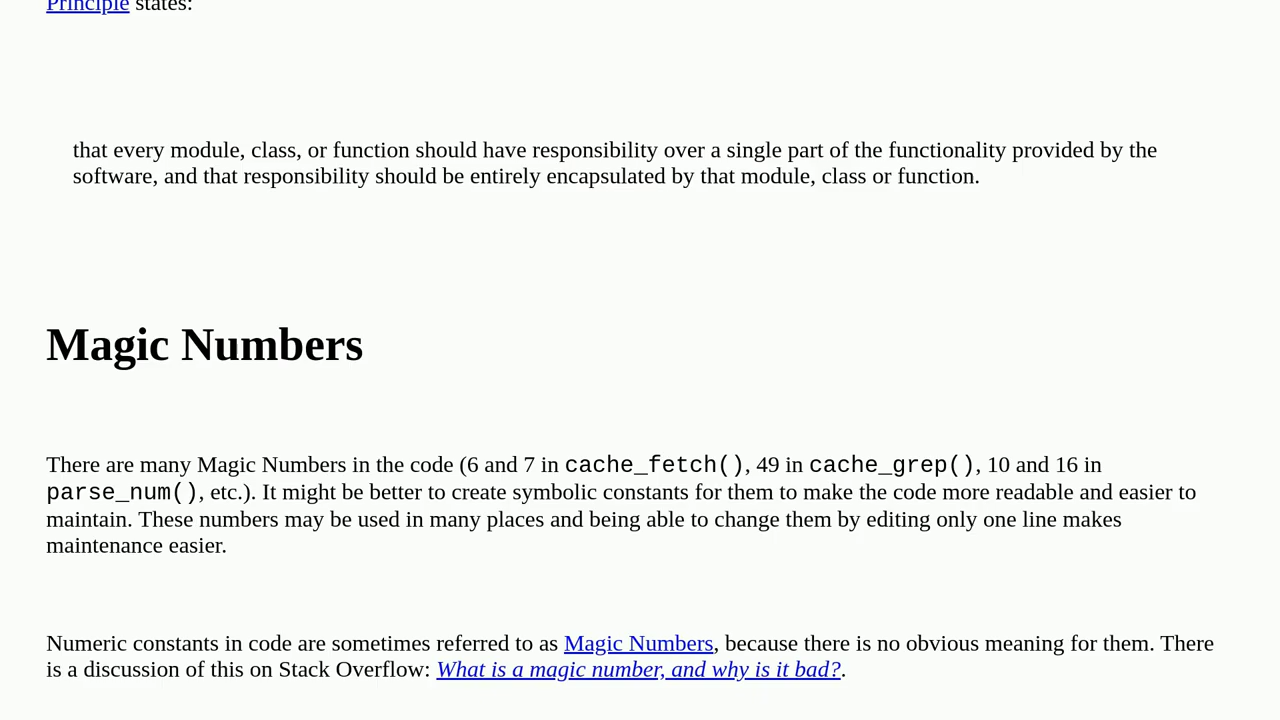 Principle states:
that every module, class, or function should have responsibility over a single part of the functionality provided by the
software, and that responsibility should be entirely encapsulated by that module, class or function.
Magic Numbers
There are many Magic Numbers in the code (6 and 7 in cache_fetch(), 49 in cache_grep(), 10 and 16 in
parse_num(), etc.). It might be better to create symbolic constants for them to make the code more readable and easier to
maintain. These numbers may be used in many places and being able to change them by editing only one line makes
maintenance easier.
Numeric constants in code are sometimes referred to as Magic Numbers, because there is no obvious meaning for them. There
is a discussion of this on Stack Overflow: What is a magic number, and why is it bad?.